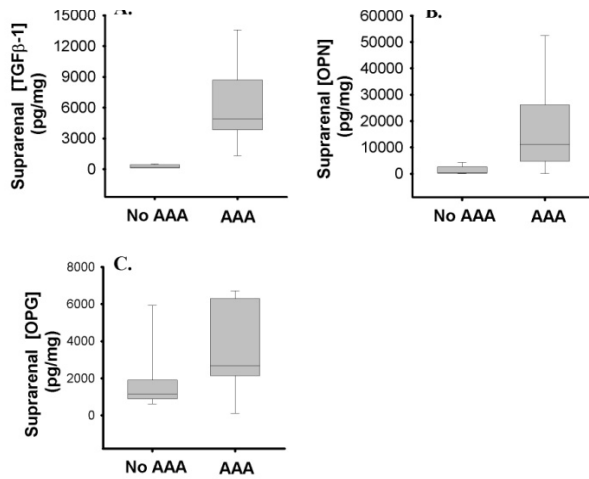 A.
15000
12000
9000
6000
3000
0
Suprarenal [TGFβ-1]
(pg/mg)
No AAA
AAA
B.
60000
50000
40000
30000
20000
10000
0
Suprarenal [OPN]
(pg/mg)
No AAA
AAA
C.
8000
6000
4000
2000
0
Suprarenal [OPG]
(pg/mg)
No AAA
AAA